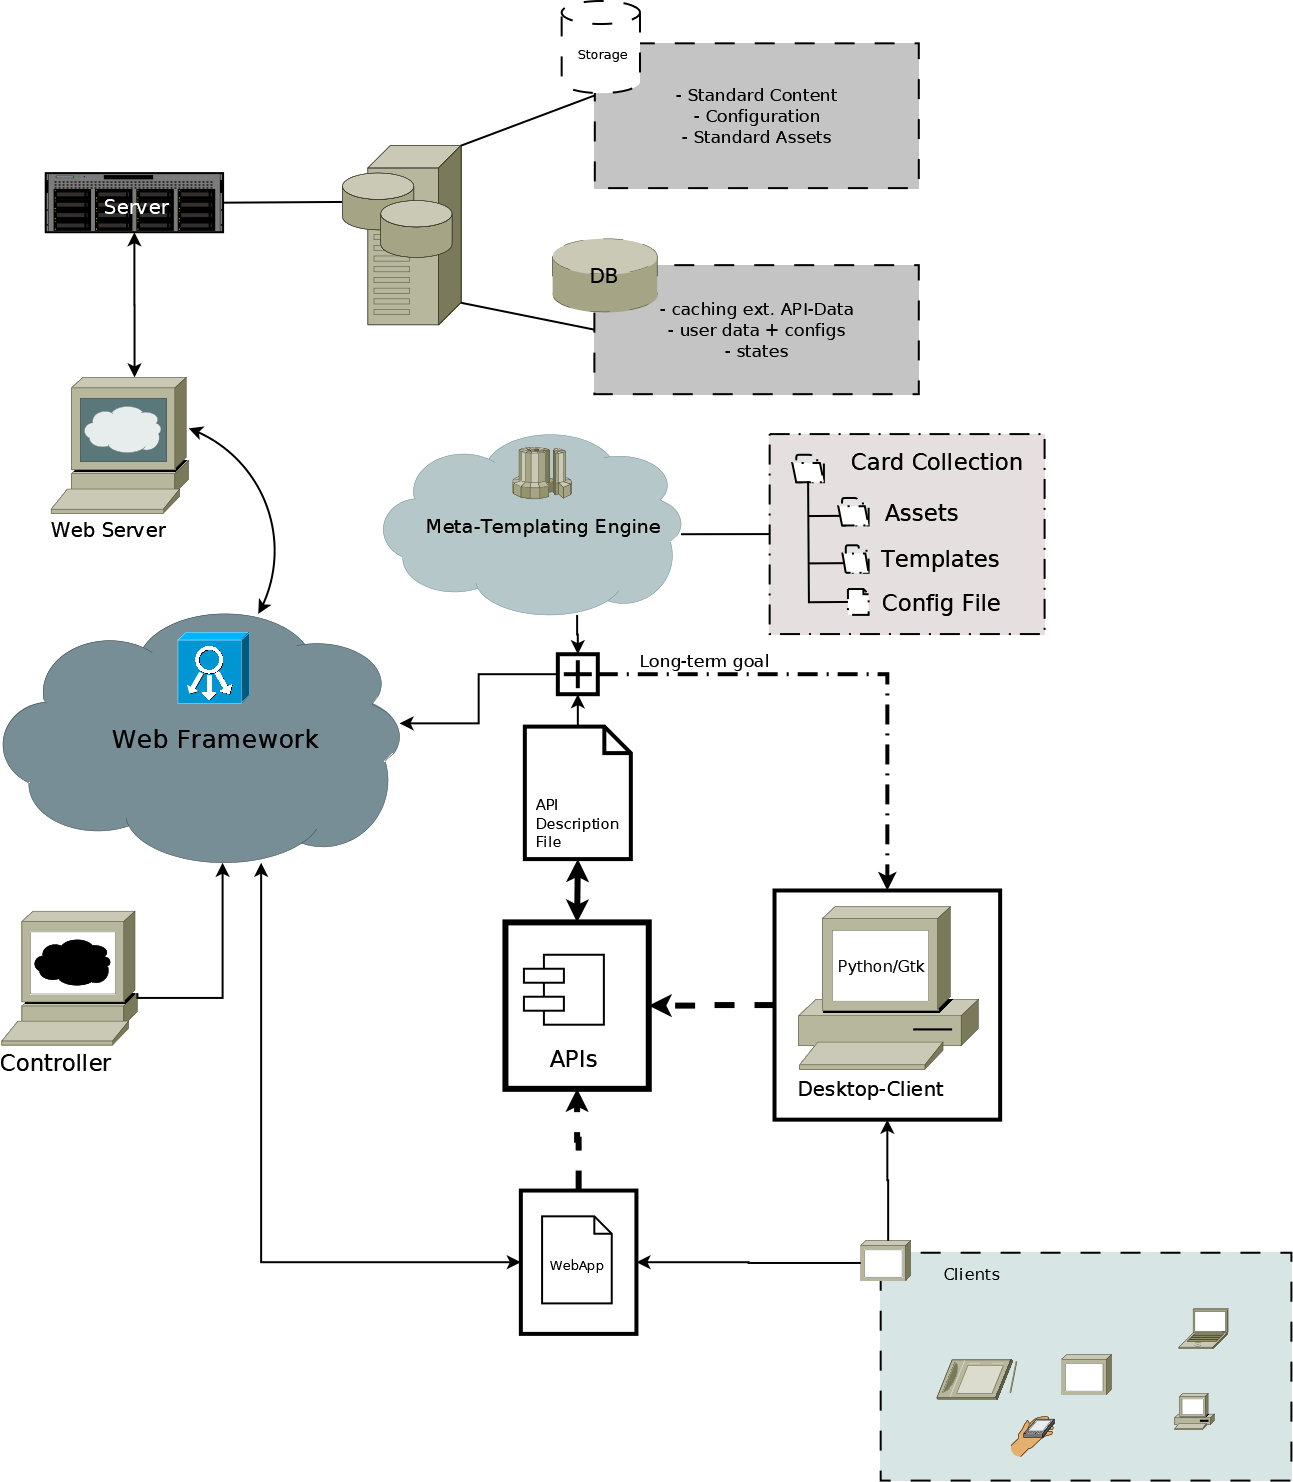 Storage
- Standard Content
- Configuration
- Standard Assets
Server
DB
- caching ext. API-Data
- user data + configs
- states
Web Server
Meta-Templating Engine
Card Collection
Assets
Templates
Config File
Long-term goal
Web Framework
API
Description
File
Controller
APIs
Python/Gtk
Desktop-Client
WebApp
Clients